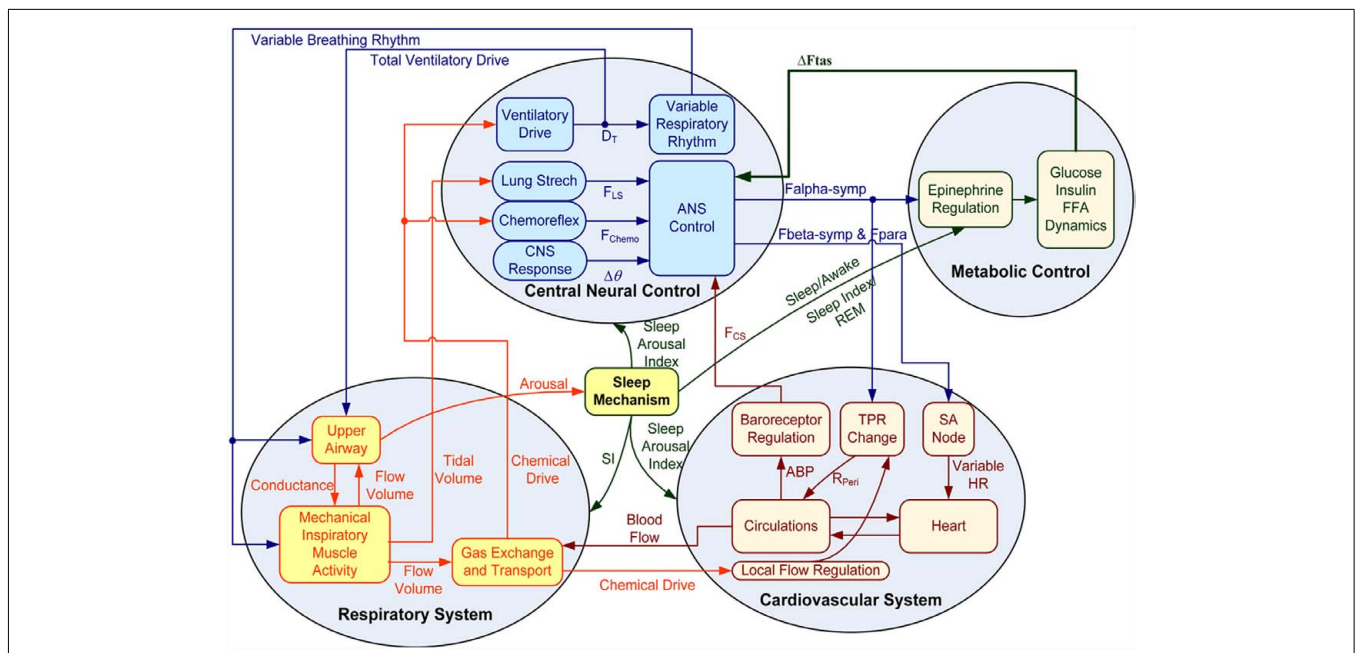 Variable Breathing Rhythm
Total Ventilatory Drive
ΔFtas
Ventilatory
Drive
D_T
Variable
Respiratory
Rhythm
Lung Strech
F_LS
Chemoreflex
F_Chemo
CNS
Response
Δθ
ANS
Control
Central Neural Control
Falpha-symp
Fbeta-symp & Fpara
Epinephrine
Regulation
Glucose
Insulin
FFA
Dynamics
Metabolic Control
Sleep/Awake
Sleep Index/
REM
F_CS
Sleep
Arousal
Index
Arousal
Sleep
Mechanism
Sleep
Arousal
Index
SI
Upper
Airway
Conductance
Flow
Volume
Tidal
Volume
Chemical
Drive
Mechanical
Inspiratory
Muscle
Activity
Flow
Volume
Gas Exchange
and Transport
Respiratory System
Blood
Flow
Chemical Drive
Baroreceptor
Regulation
TPR
Change
SA
Node
ABP
R_Peri
Variable
HR
Circulations
Heart
Local Flow Regulation
Cardiovascular System